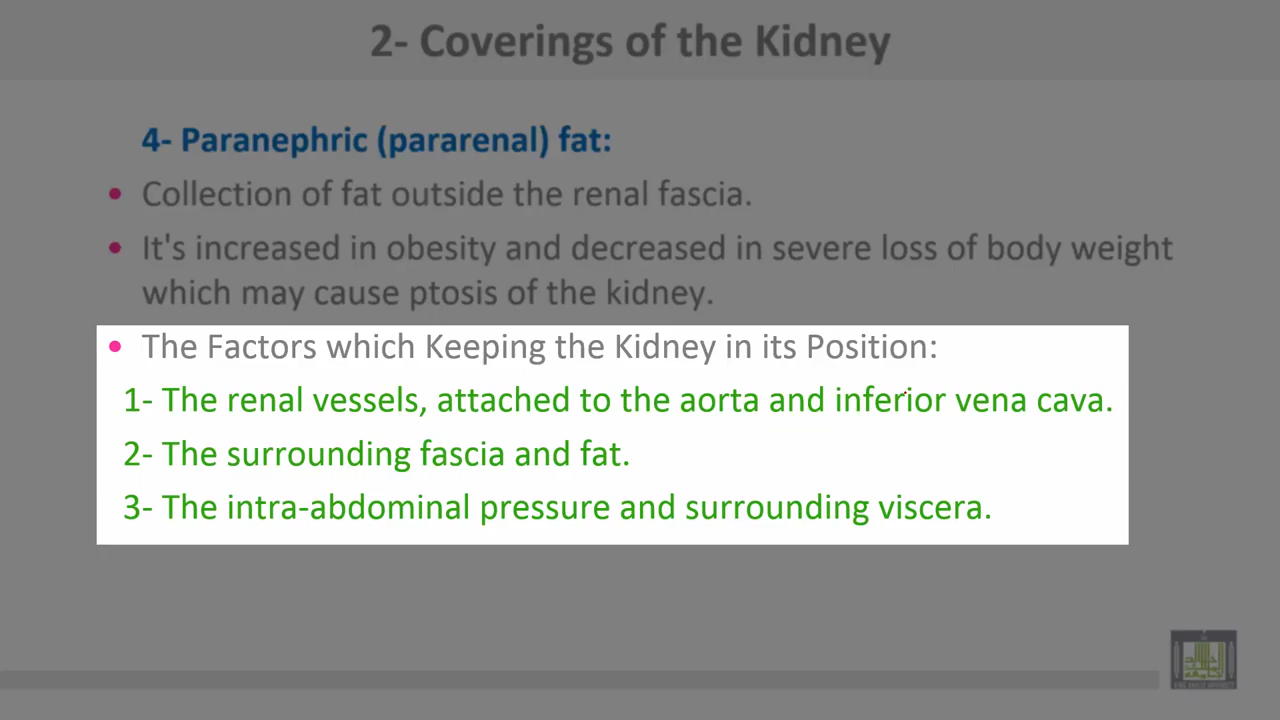 2- Coverings of the Kidney
4- Paranephric (pararenal) fat:
• Collection of fat outside the renal fascia.
• It's increased in obesity and decreased in severe loss of body weight
which may cause ptosis of the kidney.
• The Factors which Keeping the Kidney in its Position:
1- The renal vessels, attached to the aorta and inferior vena cava.
2- The surrounding fascia and fat.
3- The intra-abdominal pressure and surrounding viscera.